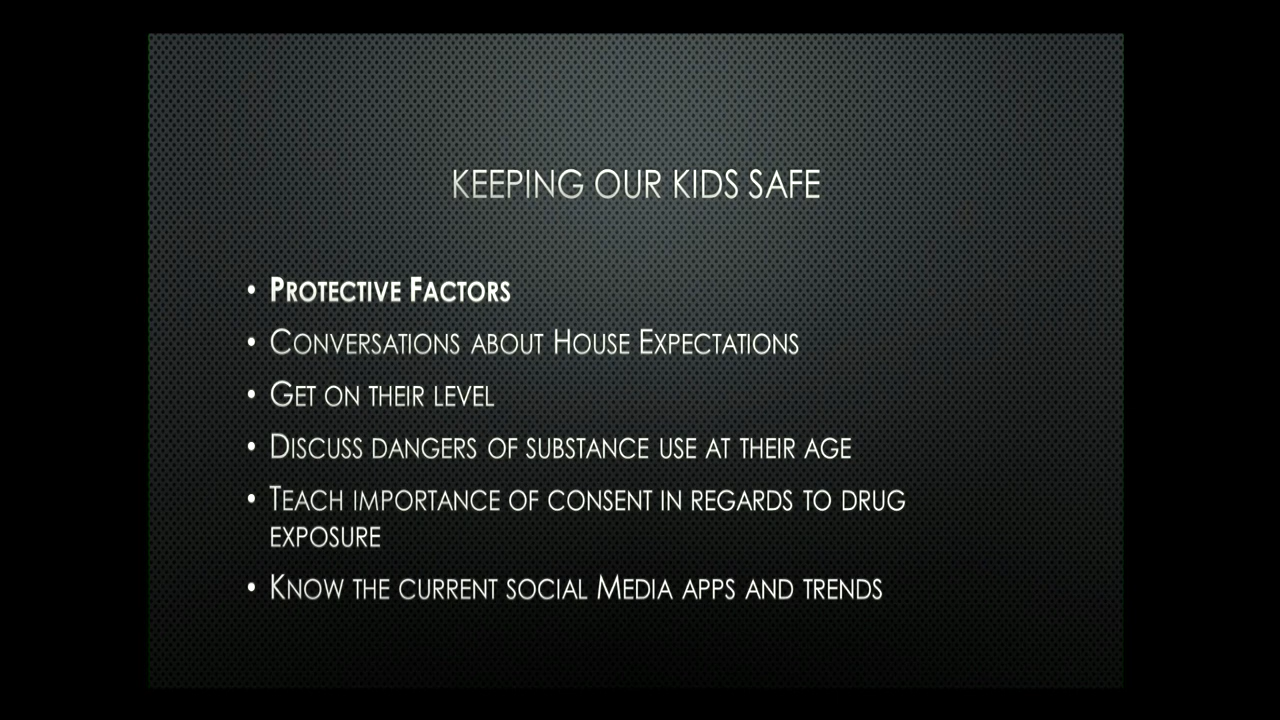 KEEPING OUR KIDS SAFE
• PROTECTIVE FACTORS
• CONVERSATIONS ABOUT HOUSE EXPECTATIONS
• GET ON THEIR LEVEL
• DISCUSS DANGERS OF SUBSTANCE USE AT THEIR AGE
• TEACH IMPORTANCE OF CONSENT IN REGARDS TO DRUG
EXPOSURE
• KNOW THE CURRENT SOCIAL MEDIA APPS AND TRENDS